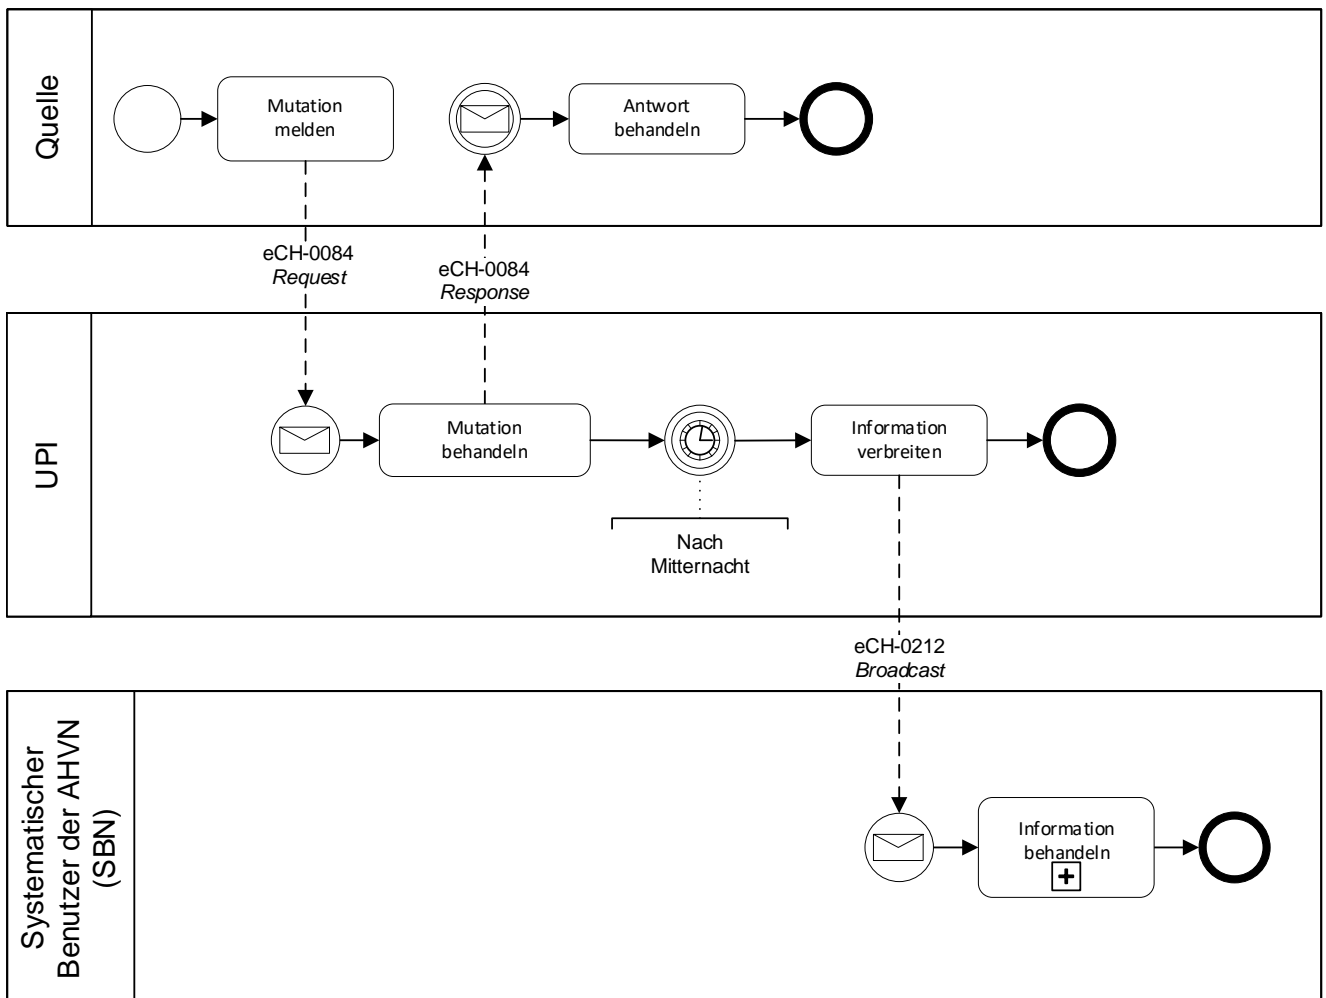 Quelle
Mutation
melden
Antwort
behandeln
eCH-0084
Request
eCH-0084
Response
UPI
Mutation
behandeln
Information
verbreiten
Nach
Mitternacht
eCH-0212
Broadcast
Systematischer
Benutzer der AHVN
(SBN)
Information
behandeln